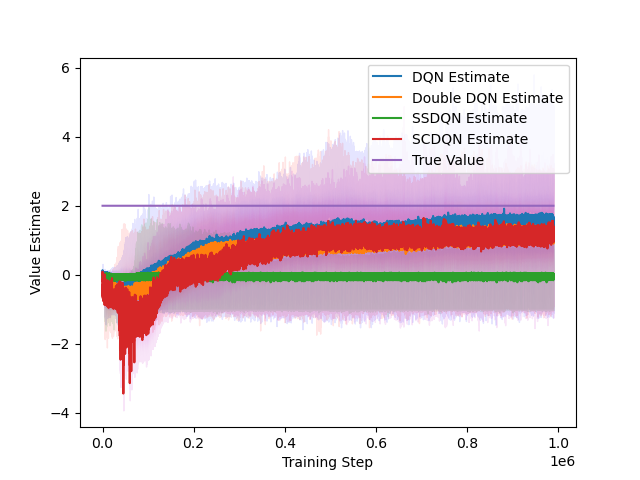 6
4
2
0
−2
−4
Value Estimate
DQN Estimate
Double DQN Estimate
SSDQN Estimate
SCDQN Estimate
True Value
0.0 0.2 0.4 0.6 0.8 1.0
1e6
Training Step